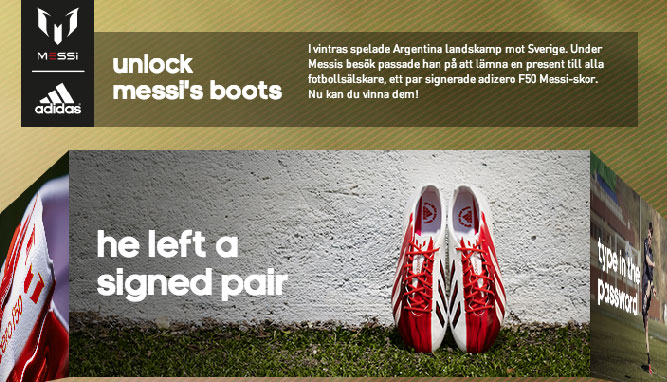 MESSI
adidas
unlock
messi's boots
I vintras spelade Argentina landskamp mot Sverige. Under
Messis besök passade han på att lämna en present till alla
fotbollsälskare, ett par signerade adizero F50 Messi-skor.
Nu kan du vinna dem!
he left a
signed pair
type in the
password